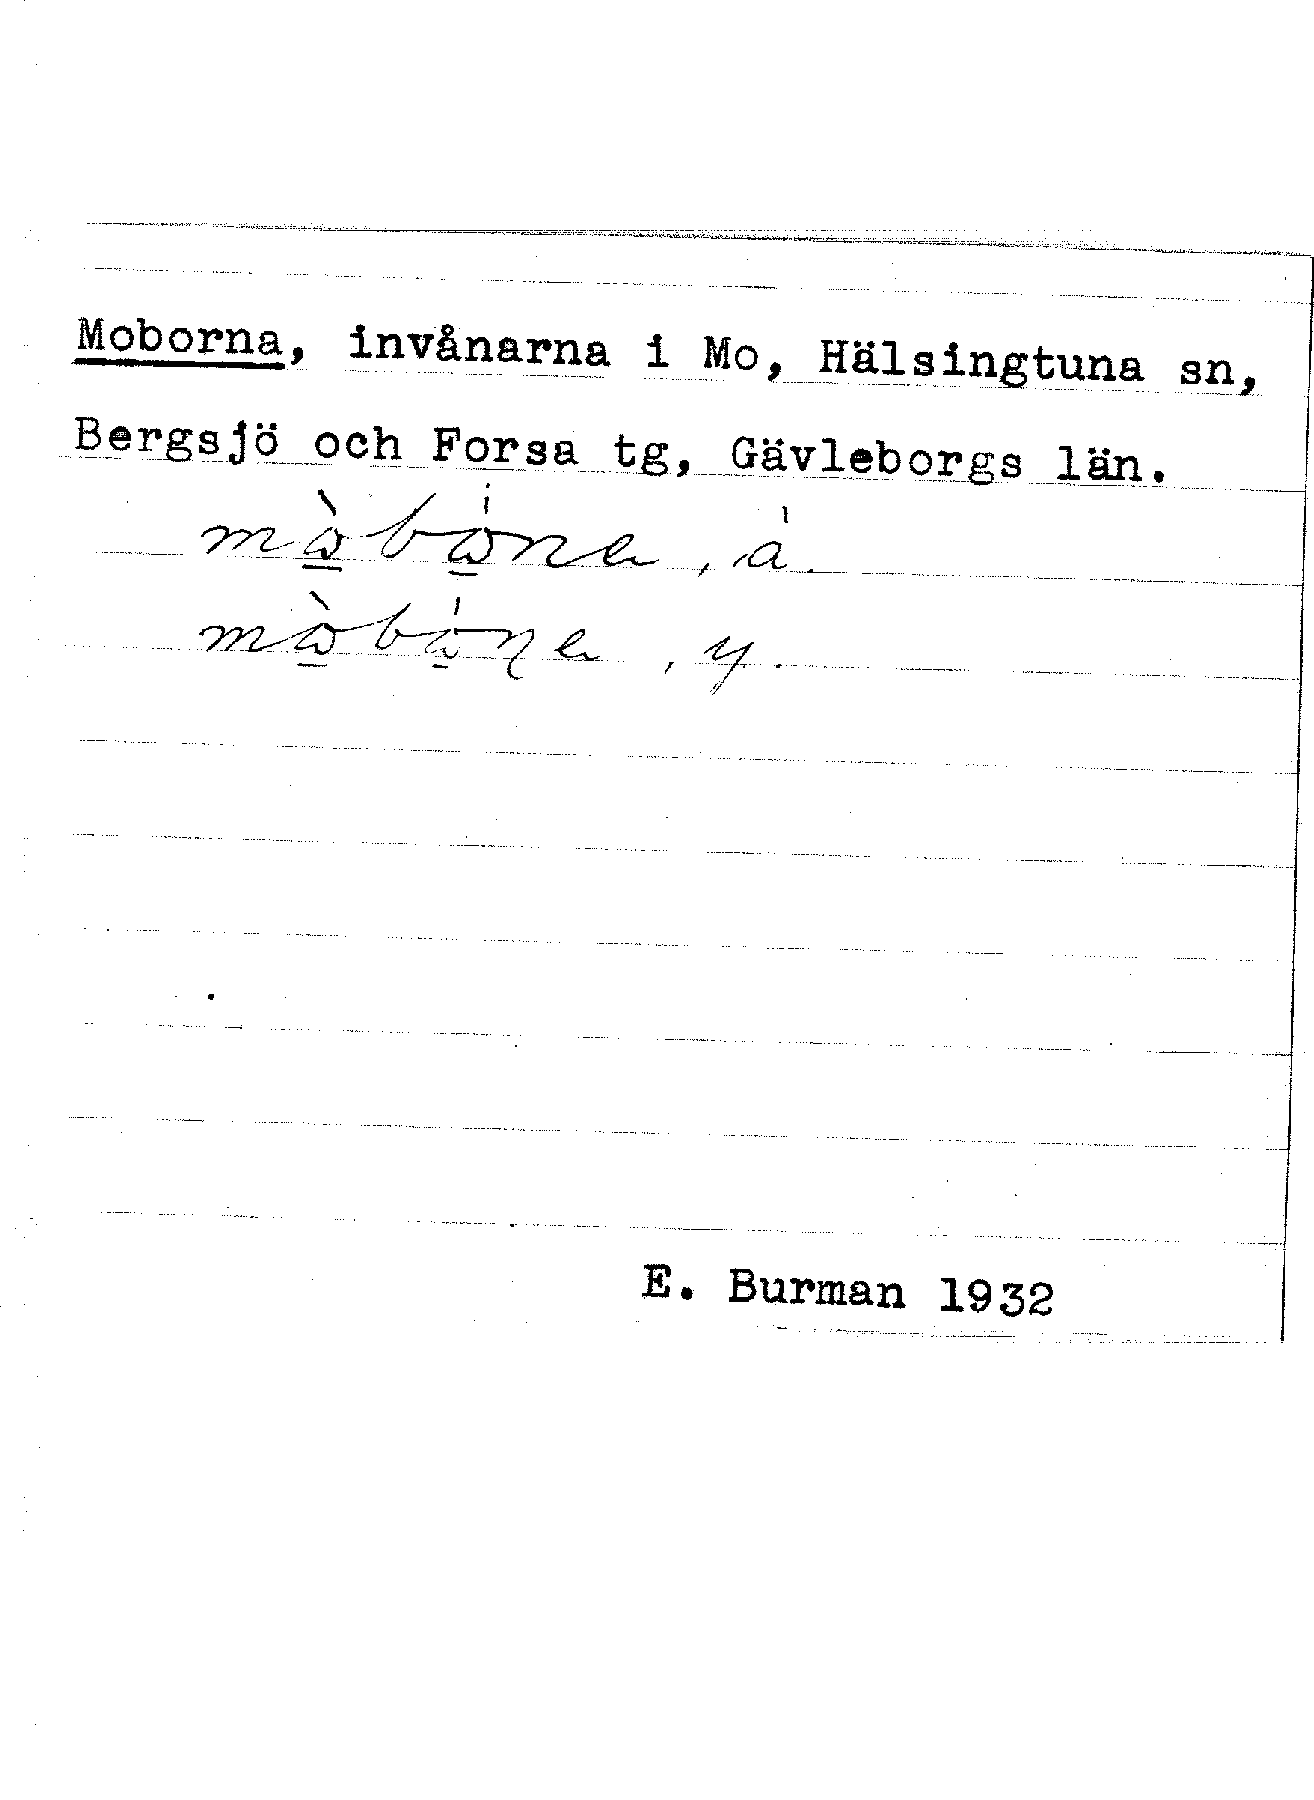 Moborna, invånarna i Mo, Hälsingtuna sn,
Bergsjö och Forsa tg, Gävleborgs län.
, ä.
, y.
E. Burman 1932